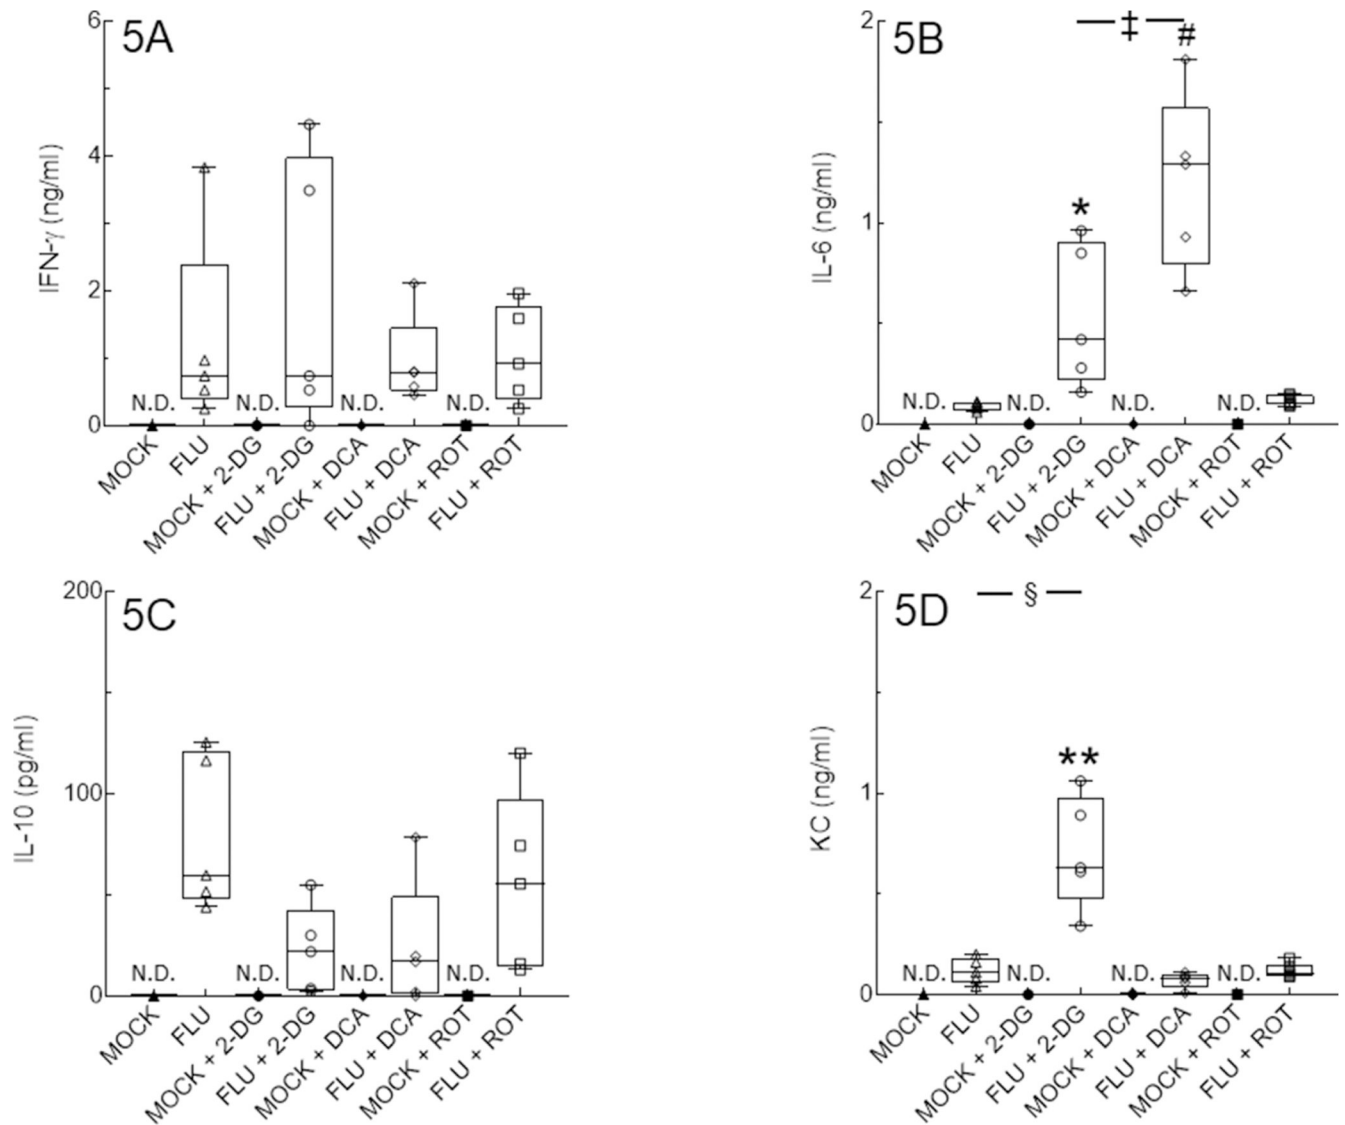 5A
IFN-γ (ng/ml)
6
4
2
0
N.D.
N.D.
N.D.
N.D.
MOCK
FLU
MOCK + 2-DG
FLU + 2-DG
MOCK + DCA
FLU + DCA
MOCK + ROT
FLU + ROT
5B
‡
#
*
IL-6 (ng/ml)
2
1
0
N.D.
N.D.
N.D.
N.D.
MOCK
FLU
MOCK + 2-DG
FLU + 2-DG
MOCK + DCA
FLU + DCA
MOCK + ROT
FLU + ROT
5C
IL-10 (pg/ml)
200
100
0
N.D.
N.D.
N.D.
N.D.
MOCK
FLU
MOCK + 2-DG
FLU + 2-DG
MOCK + DCA
FLU + DCA
MOCK + ROT
FLU + ROT
5D
§
**
KC (ng/ml)
2
1
0
N.D.
N.D.
N.D.
N.D.
MOCK
FLU
MOCK + 2-DG
FLU + 2-DG
MOCK + DCA
FLU + DCA
MOCK + ROT
FLU + ROT